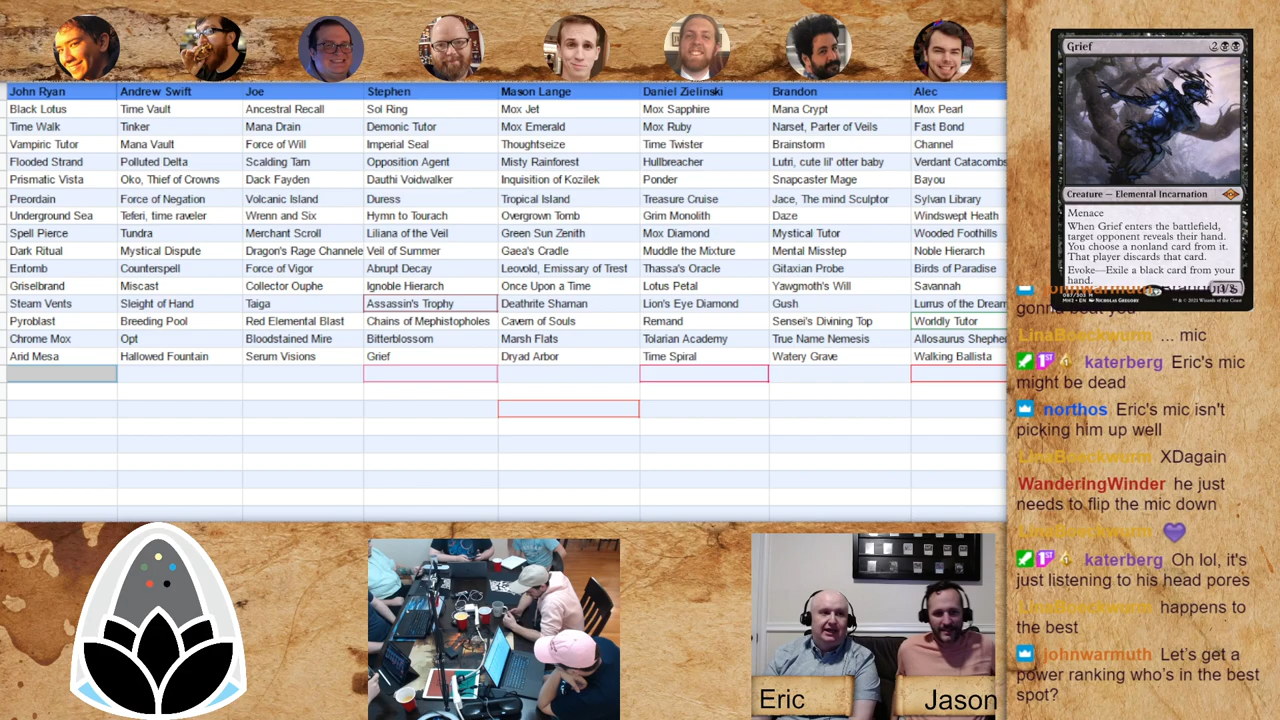 John Ryan Andrew Swift Joe Stephen Mason Lange Daniel Zielinski Brandon Alec
Black Lotus Time Vault Ancestral Recall Sol Ring Mox Jet Mox Sapphire Mana Crypt Mox Pearl
Time Walk Tinker Mana Drain Demonic Tutor Mox Emerald Mox Ruby Narset, Parter of Veils Fast Bond
Vampiric Tutor Mana Vault Force of Will Imperial Seal Thoughtseize Time Twister Brainstorm Channel
Flooded Strand Polluted Delta Scalding Tarn Opposition Agent Misty Rainforest Hullbreacher Lutri, cute lil' otter baby Verdant Catacombs
Prismatic Vista Oko, Thief of Crowns Dack Fayden Dauthi Voidwalker Inquisition of Kozilek Ponder Snapcaster Mage Bayou
Preordain Force of Negation Volcanic Island Duress Tropical Island Treasure Cruise Jace, The mind Sculptor Sylvan Library
Underground Sea Teferi, time raveler Wrenn and Six Hymn to Tourach Overgrown Tomb Grim Monolith Daze Windswept Heath
Spell Pierce Tundra Merchant Scroll Liliana of the Veil Green Sun Zenith Mox Diamond Mystical Tutor Wooded Foothills
Dark Ritual Mystical Dispute Dragon's Rage Channele Veil of Summer Gaea's Cradle Muddle the Mixture Mental Misstep Noble Hierarch
Entomb Counterspell Force of Vigor Abrupt Decay Leovold, Emissary of Trest Thassa's Oracle Gitaxian Probe Birds of Paradise
Griselbrand Miscast Collector Ouphe Ignoble Hierarch Once Upon a Time Lotus Petal Yawgmoth's Will Savannah
Steam Vents Sleight of Hand Taiga Assassin's Trophy Deathrite Shaman Lion's Eye Diamond Gush Lurrus of the Dream
Pyroblast Breeding Pool Red Elemental Blast Chains of Mephistopheles Cavern of Souls Remand Sensei's Divining Top Worldly Tutor
Chrome Mox Opt Bloodstained Mire Bitterblossom Marsh Flats Tolarian Academy True Name Nemesis Allosaurus Shepher
Arid Mesa Hallowed Fountain Serum Visions Grief Dryad Arbor Time Spiral Watery Grave Walking Ballista
Grief 2
Creature — Elemental Incarnation
Menace
When Grief enters the battlefield,
target opponent reveals their hand.
You choose a nonland card from it.
That player discards that card.
Evoke—Exile a black card from your
hand.
gonna beat you
LinaBoeckwurm ... mic
1ST katerberg Eric's mic
might be dead
northos Eric's mic isn't
picking him up well
LinaBoeckwurm XDagain
WanderingWinder he just
needs to flip the mic down
LinaBoeckwurm
1ST katerberg Oh lol, it's
just listening to his head pores
LinaBoeckwurm happens to
the best
johnwarmuth Let's get a
power ranking who's in the best
spot?
Eric Jason